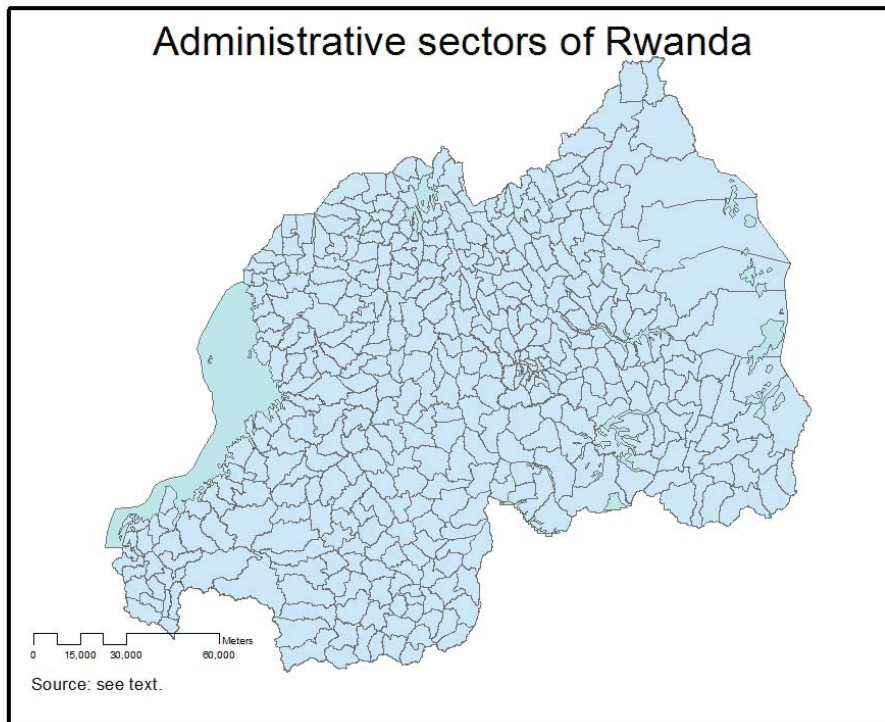 Administrative sectors of Rwanda
Meters
0 15,000 30,000 60,000
Source: see text.